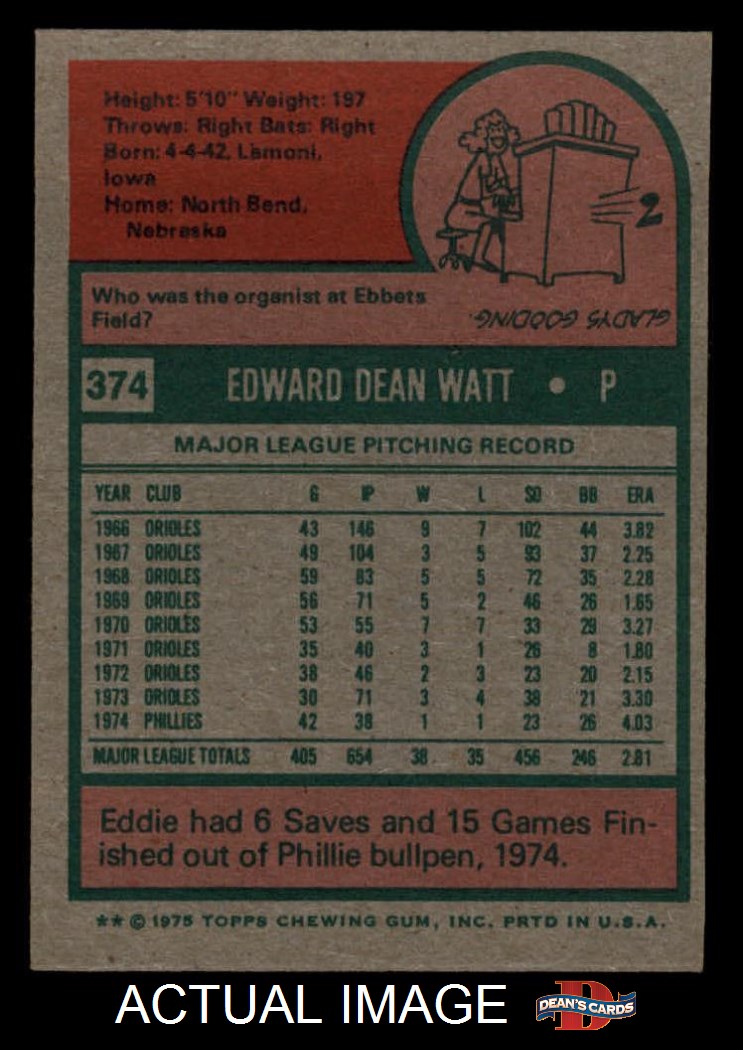 Height: 5'10" Weight: 197
Throws: Right Bats: Right
Born: 4-4-42, Lamoni,
Iowa
Home: North Bend,
Nebraska
2
Who was the organist at Ebbets
Field?
GLADYS GOODING.
374 EDWARD DEAN WATT • P
MAJOR LEAGUE PITCHING RECORD
YEAR CLUB G IP W L SO BB ERA
1966 ORIOLES 43 146 9 7 102 44 3.82
1967 ORIOLES 49 104 3 5 93 37 2.25
1968 ORIOLES 59 83 5 5 72 35 2.28
1969 ORIOLES 56 71 5 2 46 26 1.65
1970 ORIOLES 53 55 7 7 33 29 3.27
1971 ORIOLES 35 40 3 1 26 8 1.80
1972 ORIOLES 38 46 2 3 23 20 2.15
1973 ORIOLES 30 71 3 4 38 21 3.30
1974 PHILLIES 42 38 1 1 23 26 4.03
MAJOR LEAGUE TOTALS 405 654 38 35 456 246 2.81
Eddie had 6 Saves and 15 Games Fin-
ished out of Phillie bullpen, 1974.
** © 1975 TOPPS CHEWING GUM, INC. PRTD IN U.S.A.
ACTUAL IMAGE DEAN'S CARDS